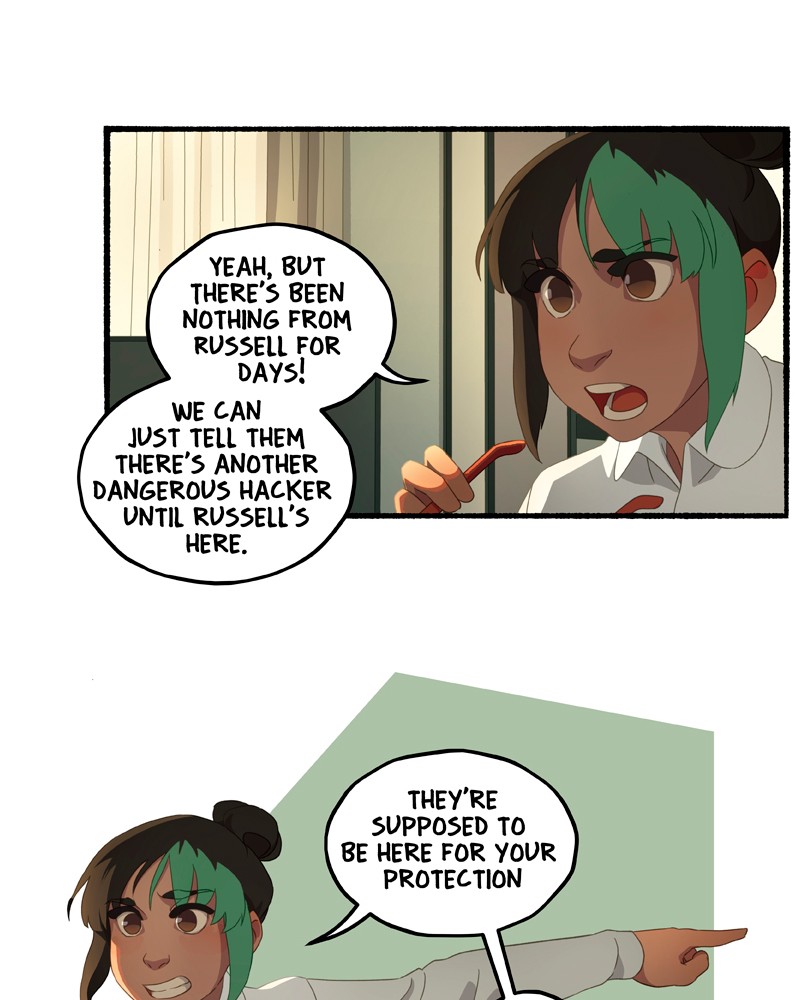 YEAH, BUT
THERE'S BEEN
NOTHING FROM
RUSSELL FOR
DAYS!
WE CAN
JUST TELL THEM
THERE'S ANOTHER
DANGEROUS HACKER
UNTIL RUSSELL'S
HERE.
THEY'RE
SUPPOSED TO
BE HERE FOR YOUR
PROTECTION